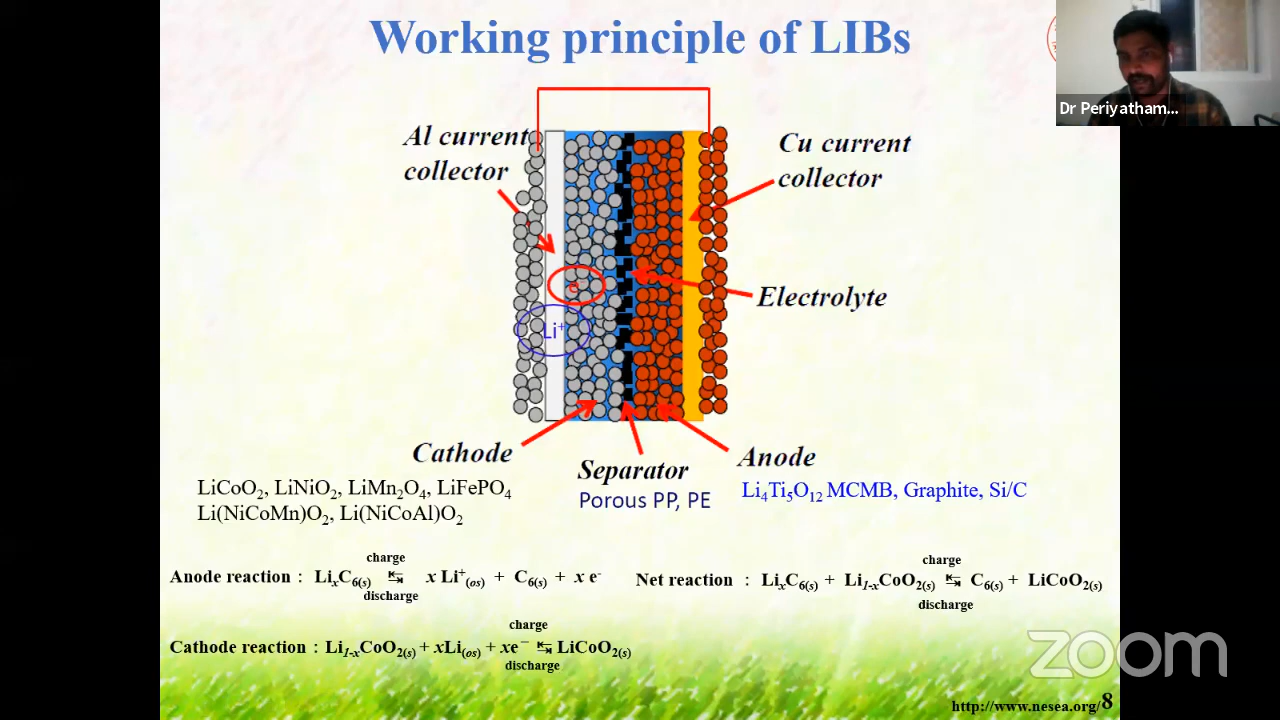 Working principle of LIBs
Dr Periyatham...
Al current
collector
Cu current
collector
e⁻
Electrolyte
Li⁺
Cathode
Separator
Anode
Porous PP, PE
LiCoO₂, LiNiO₂, LiMn₂O₄, LiFePO₄
Li(NiCoMn)O₂, Li(NiCoAl)O₂
Li₄Ti₅O₁₂ MCMB, Graphite, Si/C
charge
Anode reaction : LiₓC₆₍ₛ₎ ⇆ x Li⁺₍ₒₛ₎ + C₆₍ₛ₎ + x e⁻
discharge
charge
Net reaction : LiₓC₆₍ₛ₎ + Li₁₋ₓCoO₂₍ₛ₎ ⇆ C₆₍ₛ₎ + LiCoO₂₍ₛ₎
discharge
charge
Cathode reaction : Li₁₋ₓCoO₂₍ₛ₎ + xLi₍ₒₛ₎ + xe⁻ ⇆ LiCoO₂₍ₛ₎
discharge
zoom
http://www.nesea.org/8